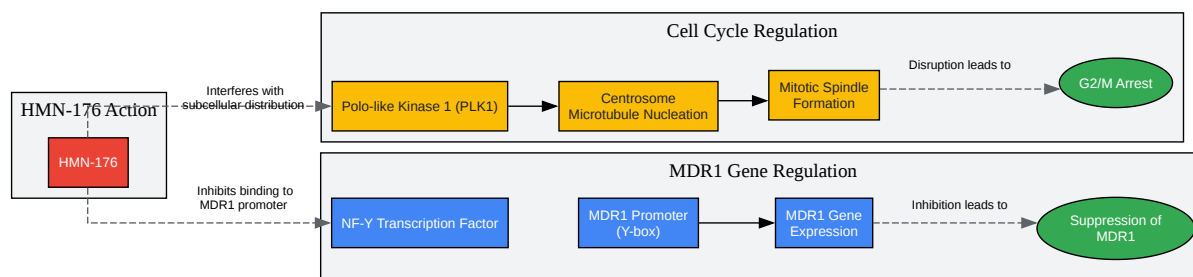 HMN-176 Action
HMN-176
Interferes with
subcellular distribution
Inhibits binding to
MDR1 promoter
Cell Cycle Regulation
Polo-like Kinase 1 (PLK1)
Centrosome
Microtubule Nucleation
Mitotic Spindle
Formation
Disruption leads to
G2/M Arrest
MDR1 Gene Regulation
NF-Y Transcription Factor
MDR1 Promoter
(Y-box)
MDR1 Gene
Expression
Inhibition leads to
Suppression of
MDR1